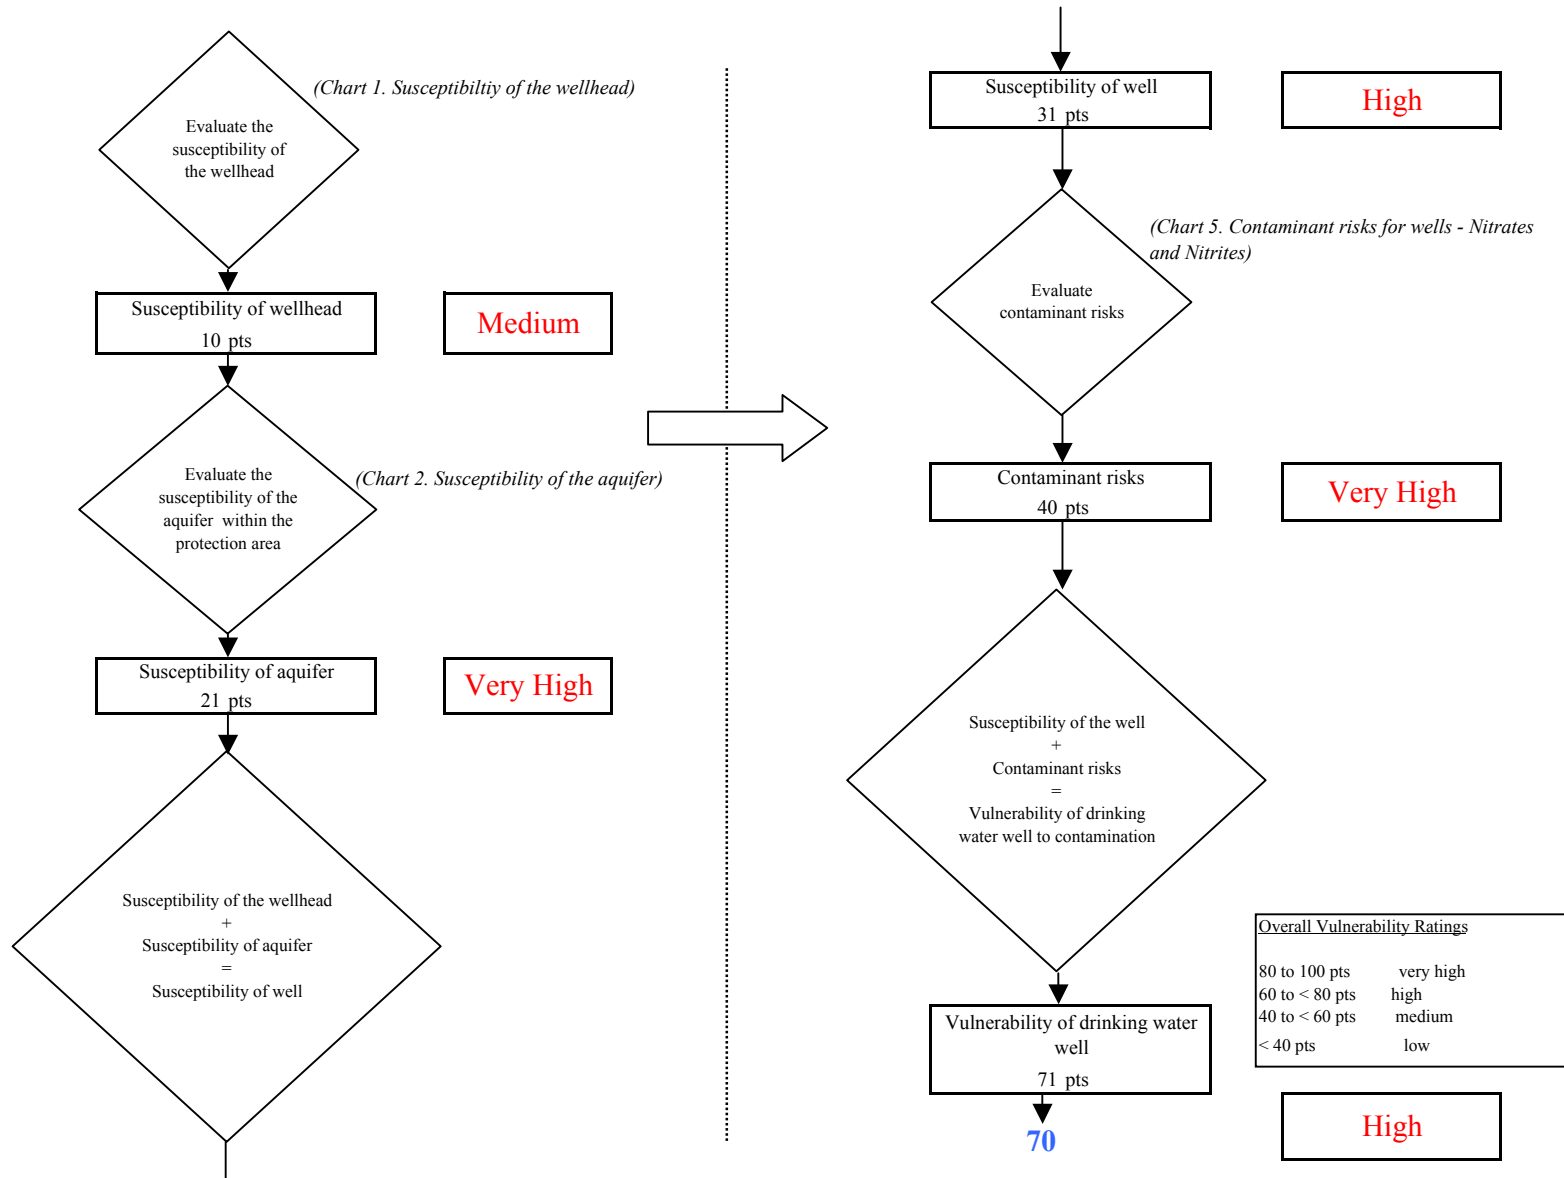 (Chart 1. Susceptibiltiy of the wellhead)
Evaluate the
susceptibility of
the wellhead
Susceptibility of wellhead
10 pts
Medium
(Chart 2. Susceptibility of the aquifer)
Evaluate the
susceptibility of the
aquifer within the
protection area
Susceptibility of aquifer
21 pts
Very High
Susceptibility of the wellhead
+
Susceptibility of aquifer
=
Susceptibility of well
Susceptibility of well
31 pts
High
(Chart 5. Contaminant risks for wells - Nitrates
and Nitrites)
Evaluate
contaminant risks
Contaminant risks
40 pts
Very High
Susceptibility of the well
+
Contaminant risks
=
Vulnerability of drinking
water well to contamination
Overall Vulnerability Ratings
80 to 100 pts very high
60 to < 80 pts high
40 to < 60 pts medium
< 40 pts low
Vulnerability of drinking water
well
71 pts
High
70